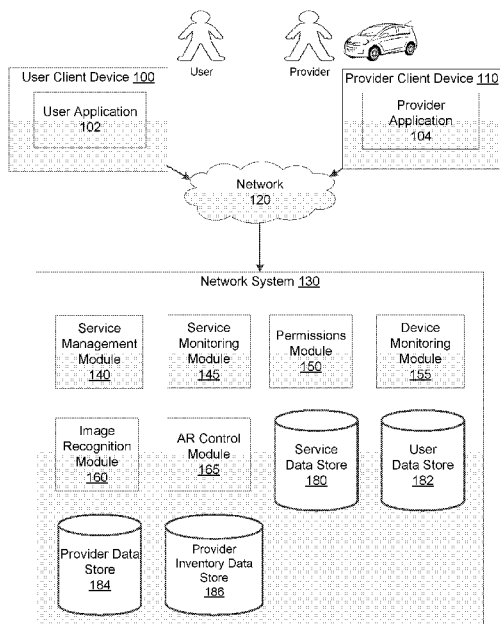 User
Provider
User Client Device 100
User Application
102
Provider Client Device 110
Provider
Application
104
Network
120
Network System 130
Service
Management
Module
140
Service
Monitoring
Module
145
Permissions
Module
150
Device
Monitoring
Module
155
Image
Recognition
Module
160
AR Control
Module
165
Service
Data Store
180
User
Data Store
182
Provider Data
Store
184
Provider
Inventory Data
Store
186